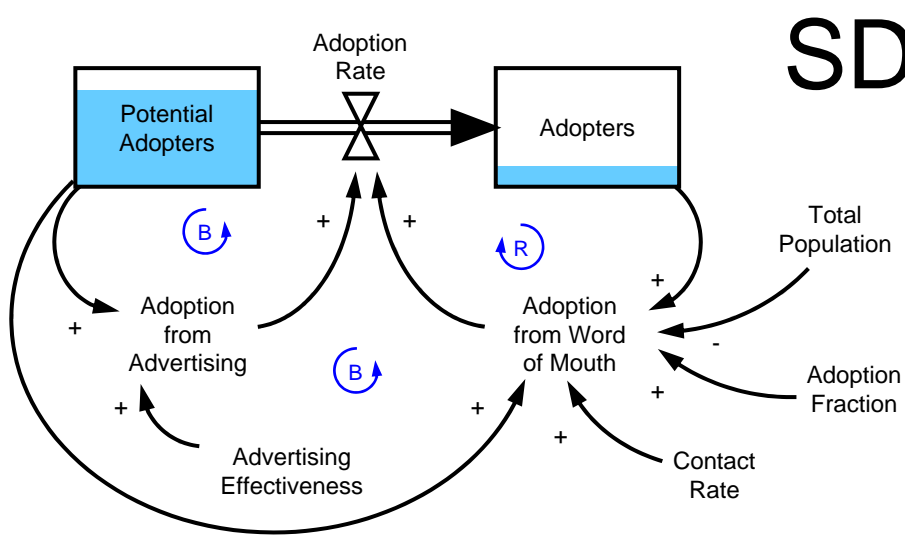 SD
Adoption
Rate
Potential
Adopters
Adopters
B
+
+
R
Total
Population
+
+
Adoption
from
Advertising
Adoption
from Word
of Mouth
-
B
+
+
+
+
Adoption
Fraction
Advertising
Effectiveness
Contact
Rate